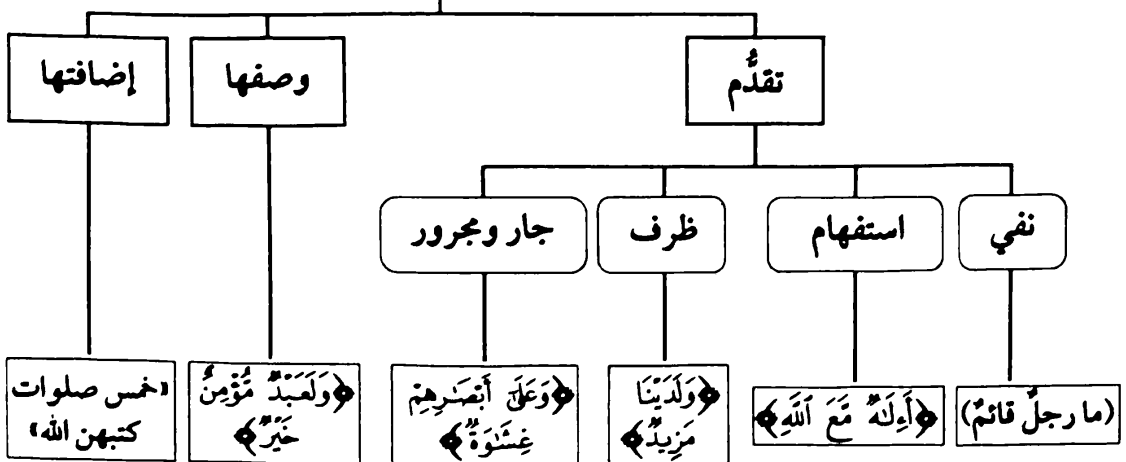 تقدُّم
وصفها
إضافتها
نفي
استفهام
ظرف
جار ومجرور
(ما رجلٌ قائمٌ)
﴿أَءِلَٰهٌ مَّعَ ٱللَّهِ﴾
﴿وَلَدَيْنَا
مَزِيدٌ﴾
﴿وَعَلَىٰٓ أَبْصَٰرِهِمْ
غِشَٰوَةٌ﴾
﴿وَلَعَبْدٌ مُّؤْمِنٌ
خَيْرٌ﴾
«خمس صلوات
كتبهن الله»